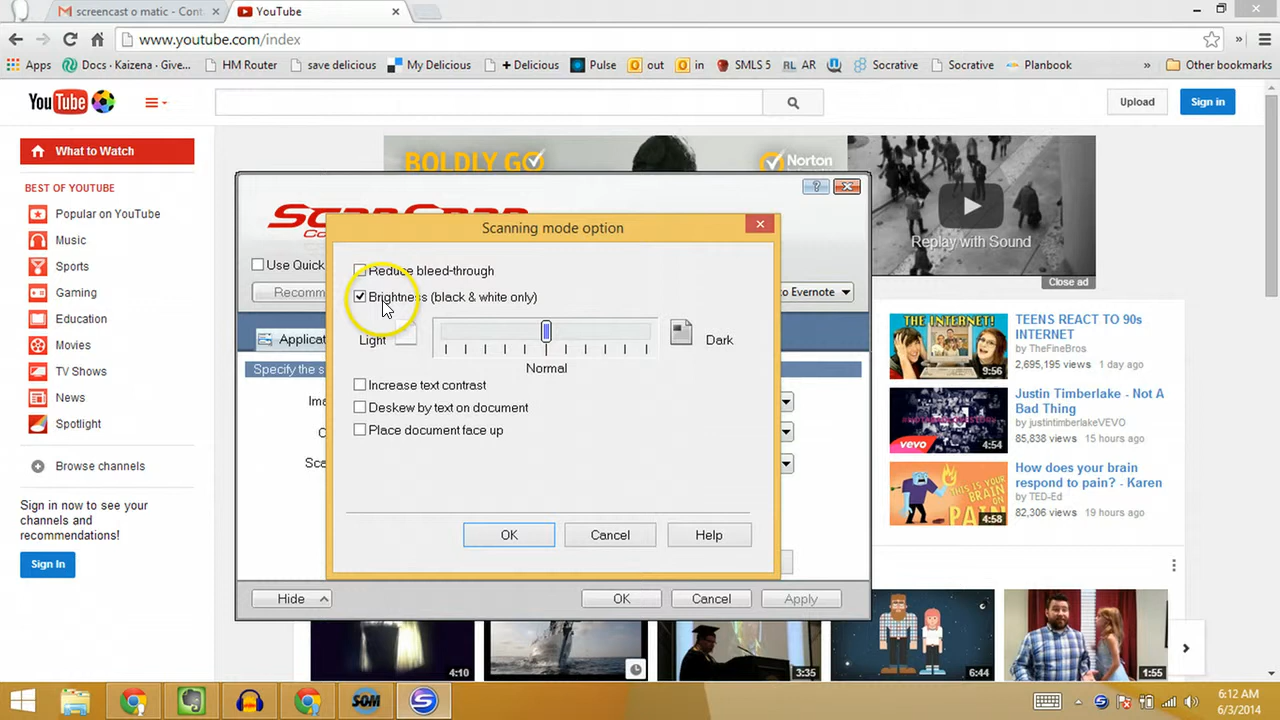 screencast o matic - Cont
YouTube
www.youtube.com/index
Apps
Docs - Kaizena - Give...
HM Router
save delicious
My Delicious
+ Delicious
Pulse
out
in
SMLS 5
RL AR
Socrative
Socrative
Planbook
»
Other bookmarks
YouTube
Upload
Sign in
What to Watch
BEST OF YOUTUBE
Popular on YouTube
Music
Sports
Gaming
Education
Movies
TV Shows
News
Spotlight
Browse channels
Sign in now to see your
channels and
recommendations!
Sign In
BOLDLY GO
Norton
Replay with Sound
Close ad
Use Quick
Recomm
to Evernote
Applicat
Specify the s
Ima
C
Sca
Scanning mode option
Reduce bleed-through
Brightness (black & white only)
Light
Dark
Normal
Increase text contrast
Deskew by text on document
Place document face up
OK
Cancel
Help
Hide
OK
Cancel
Apply
THE INTERNET!
9:56
TEENS REACT TO 90s
INTERNET
by TheFineBros
2,695,195 views 1 day ago
vevo
4:54
Justin Timberlake - Not A
Bad Thing
by justintimberlakeVEVO
85,838 views 15 hours ago
THIS IS YOUR
BRAIN
ON
PAIN!
4:58
How does your brain
respond to pain? - Karen
by TED-Ed
82,306 views 19 hours ago
4:10
3:35
6:44
1:55
SOM
6:12 AM
6/3/2014